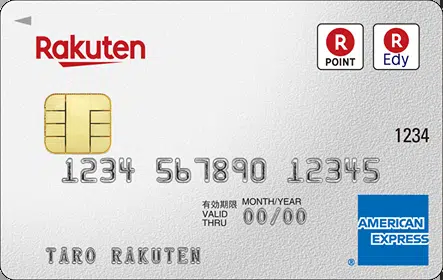 Rakuten
R
POINT
R
Edy
1234
1234 567890 12345
有効期限 MONTH/YEAR
VALID THRU 00/00
TARO RAKUTEN
AMERICAN EXPRESS
®